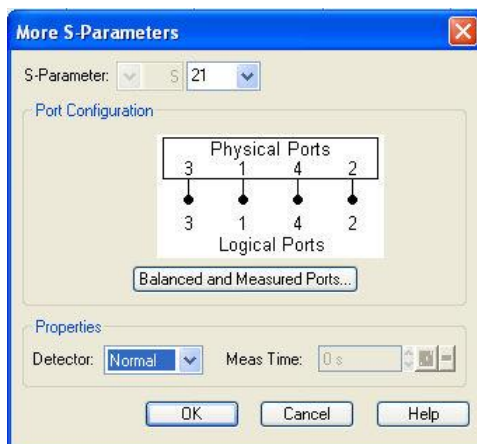 More S-Parameters
S-Parameter: S 21
Port Configuration
Physical Ports
3 1 4 2
3 1 4 2
Logical Ports
Balanced and Measured Ports...
Properties
Detector: Normal Meas Time: 0 s
OK Cancel Help